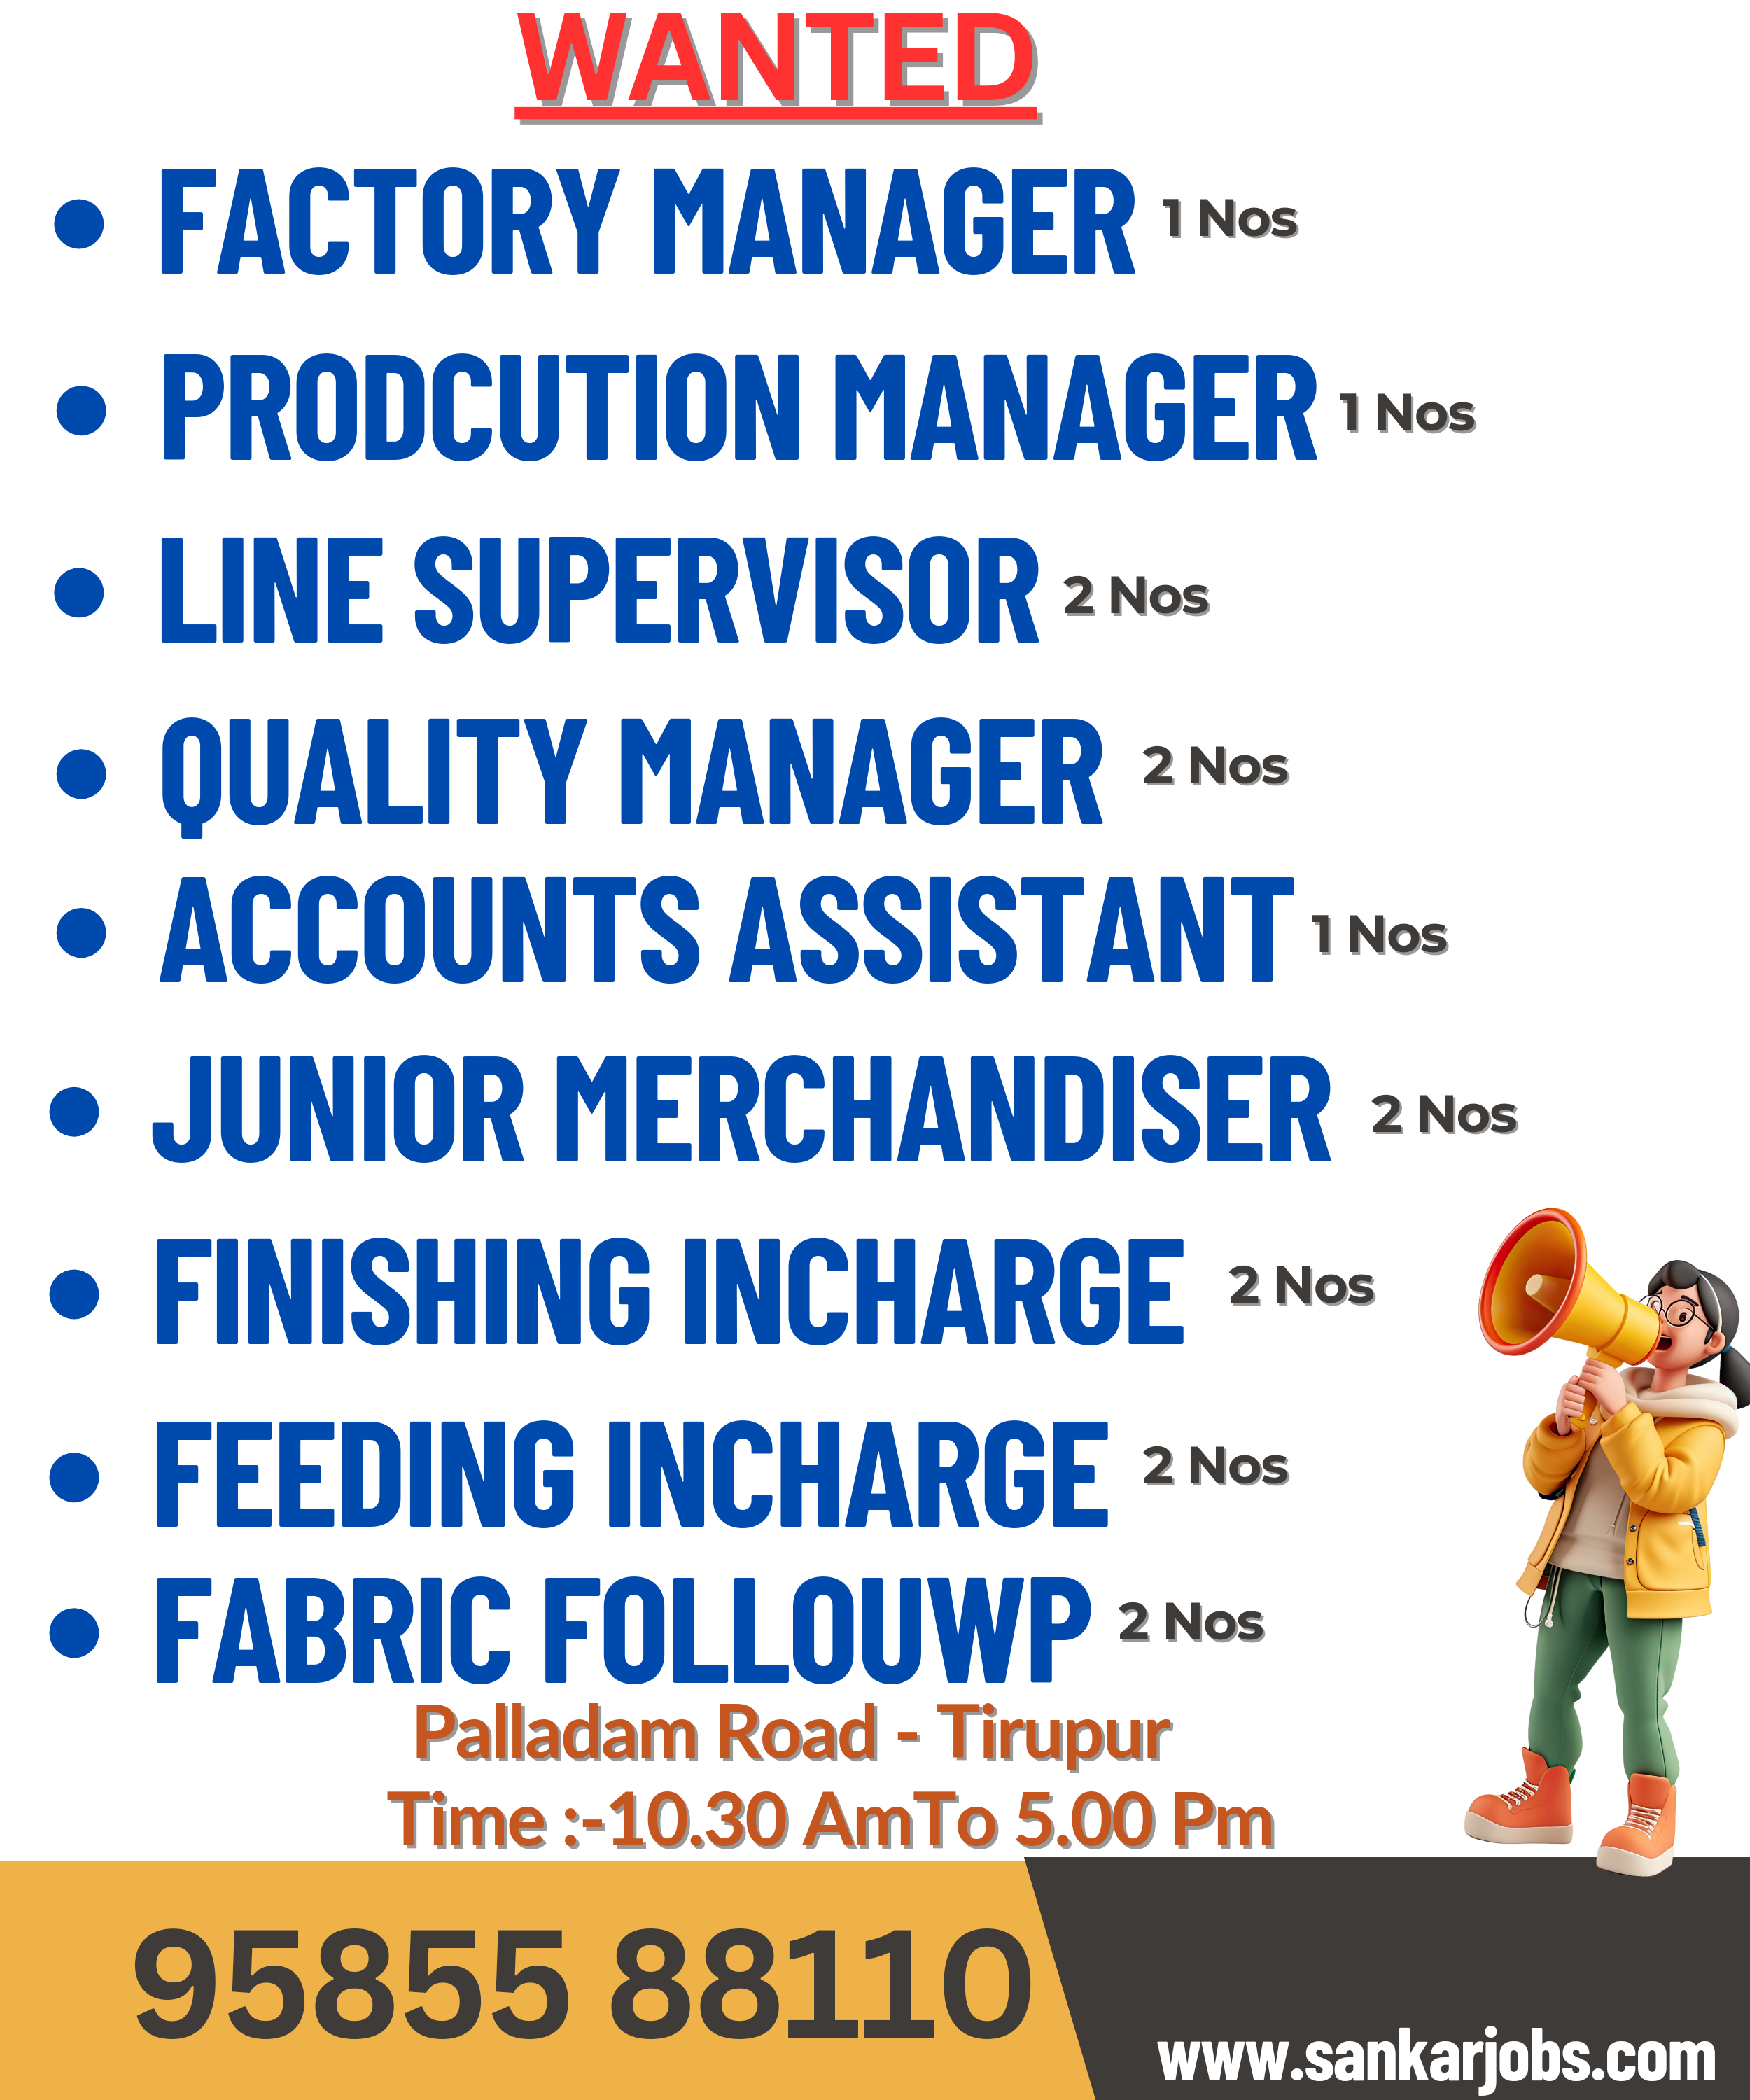 WANTED
• FACTORY MANAGER 1 Nos
• PRODCUTION MANAGER 1 Nos
• LINE SUPERVISOR 2 Nos
• QUALITY MANAGER 2 Nos
• ACCOUNTS ASSISTANT 1 Nos
• JUNIOR MERCHANDISER 2 Nos
• FINISHING INCHARGE 2 Nos
• FEEDING INCHARGE 2 Nos
• FABRIC FOLLOUWP 2 Nos
Palladam Road - Tirupur
Time :-10.30 AmTo 5.00 Pm
95855 88110
www.sankarjobs.com